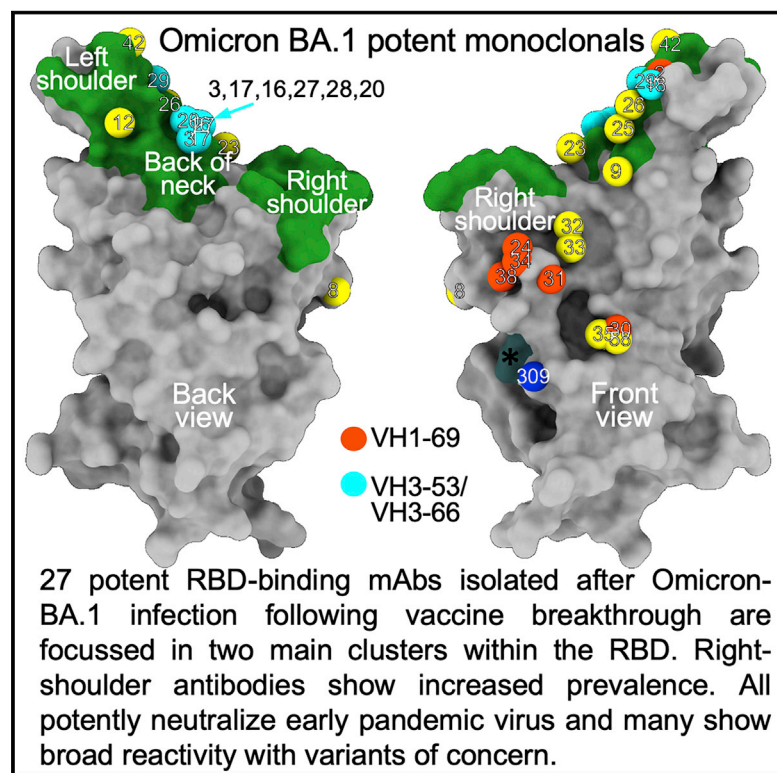 Omicron BA.1 potent monoclonals
42
Left
shoulder
29
26
3,17,16,27,28,20
12
23
Back of
neck
Right
shoulder
8
Back
view
42
26
25
23
9
Right
shoulder
32
33
24
34
38
31
8
35
30
*
309
Front
view
VH1-69
VH3-53/
VH3-66
27 potent RBD-binding mAbs isolated after Omicron-
BA.1 infection following vaccine breakthrough are
focussed in two main clusters within the RBD. Right-
shoulder antibodies show increased prevalence. All
potently neutralize early pandemic virus and many show
broad reactivity with variants of concern.